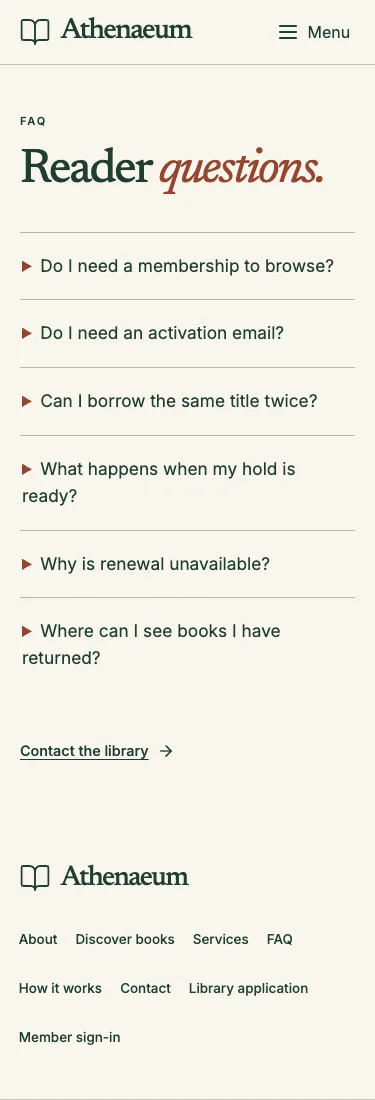 Athenaeum
Menu
FAQ
Reader questions.
Do I need a membership to browse?
Do I need an activation email?
Can I borrow the same title twice?
What happens when my hold is
ready?
Why is renewal unavailable?
Where can I see books I have
returned?
Contact the library
Athenaeum
About Discover books Services FAQ
How it works Contact Library application
Member sign-in